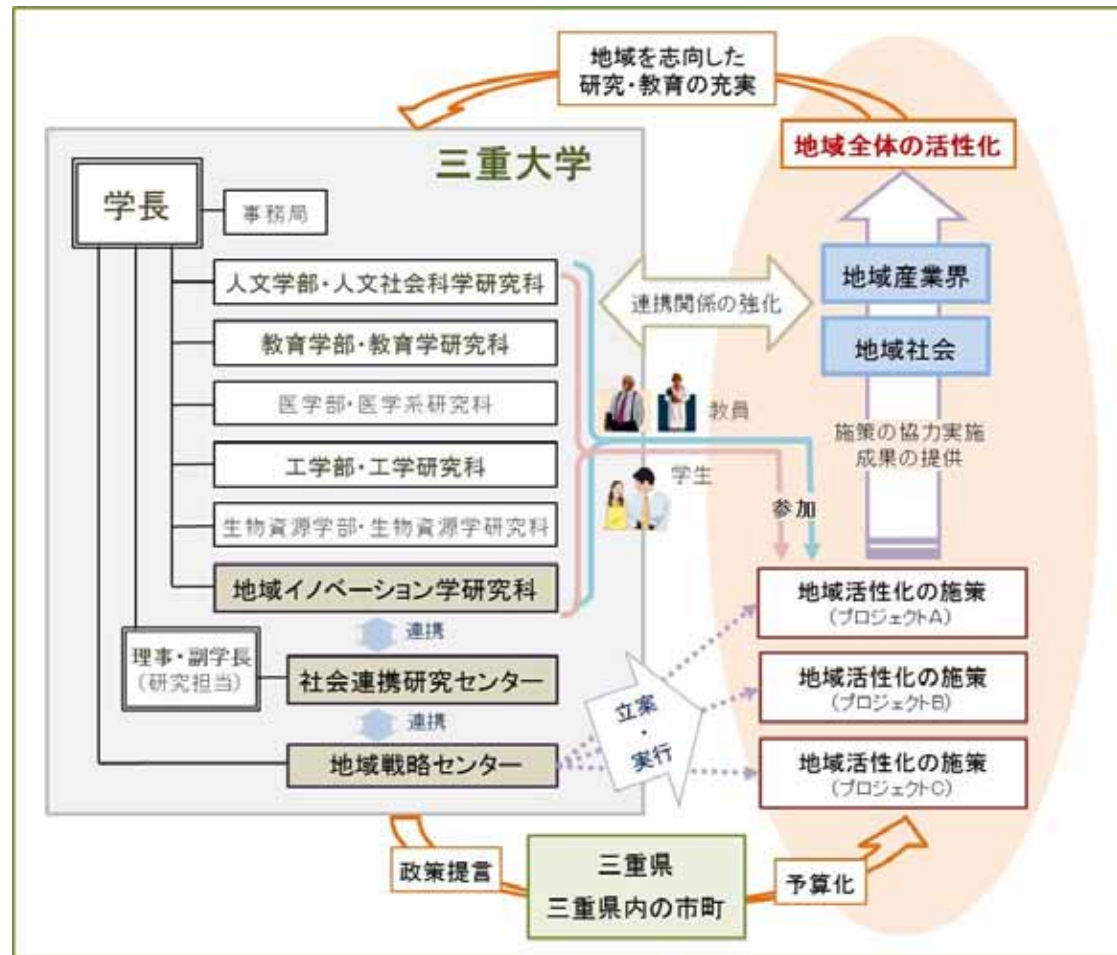 地域を志向した
研究・教育の充実
三重大学
地域全体の活性化
学長
事務局
人文学部・人文社会科学研究科
教育学部・教育学研究科
医学部・医学系研究科
工学部・工学研究科
生物資源学部・生物資源学研究科
地域イノベーション学研究科
連携
理事・副学長
(研究担当)
社会連携研究センター
連携
地域戦略センター
連携関係の強化
教員
学生
参加
地域産業界
地域社会
施策の協力実施
成果の提供
立案
・
実行
地域活性化の施策
(プロジェクトA)
地域活性化の施策
(プロジェクトB)
地域活性化の施策
(プロジェクトC)
政策提言
三重県
三重県内の市町
予算化